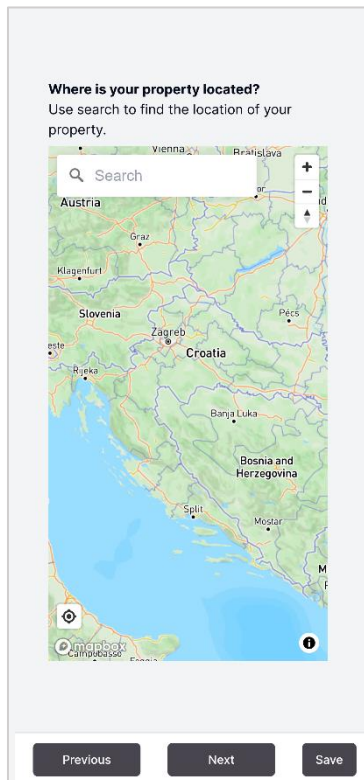 Where is your property located?
Use search to find the location of your
property.
Vienna
Bratislava
Search
Austria
Graz
Klagenfurt
Slovenia
Pécs
Zagreb
Croatia
Rijeka
Banja Luka
Bosnia and
Herzegovina
Split
Mostar
mapbox
Campobasso
Foggia
Previous
Next
Save